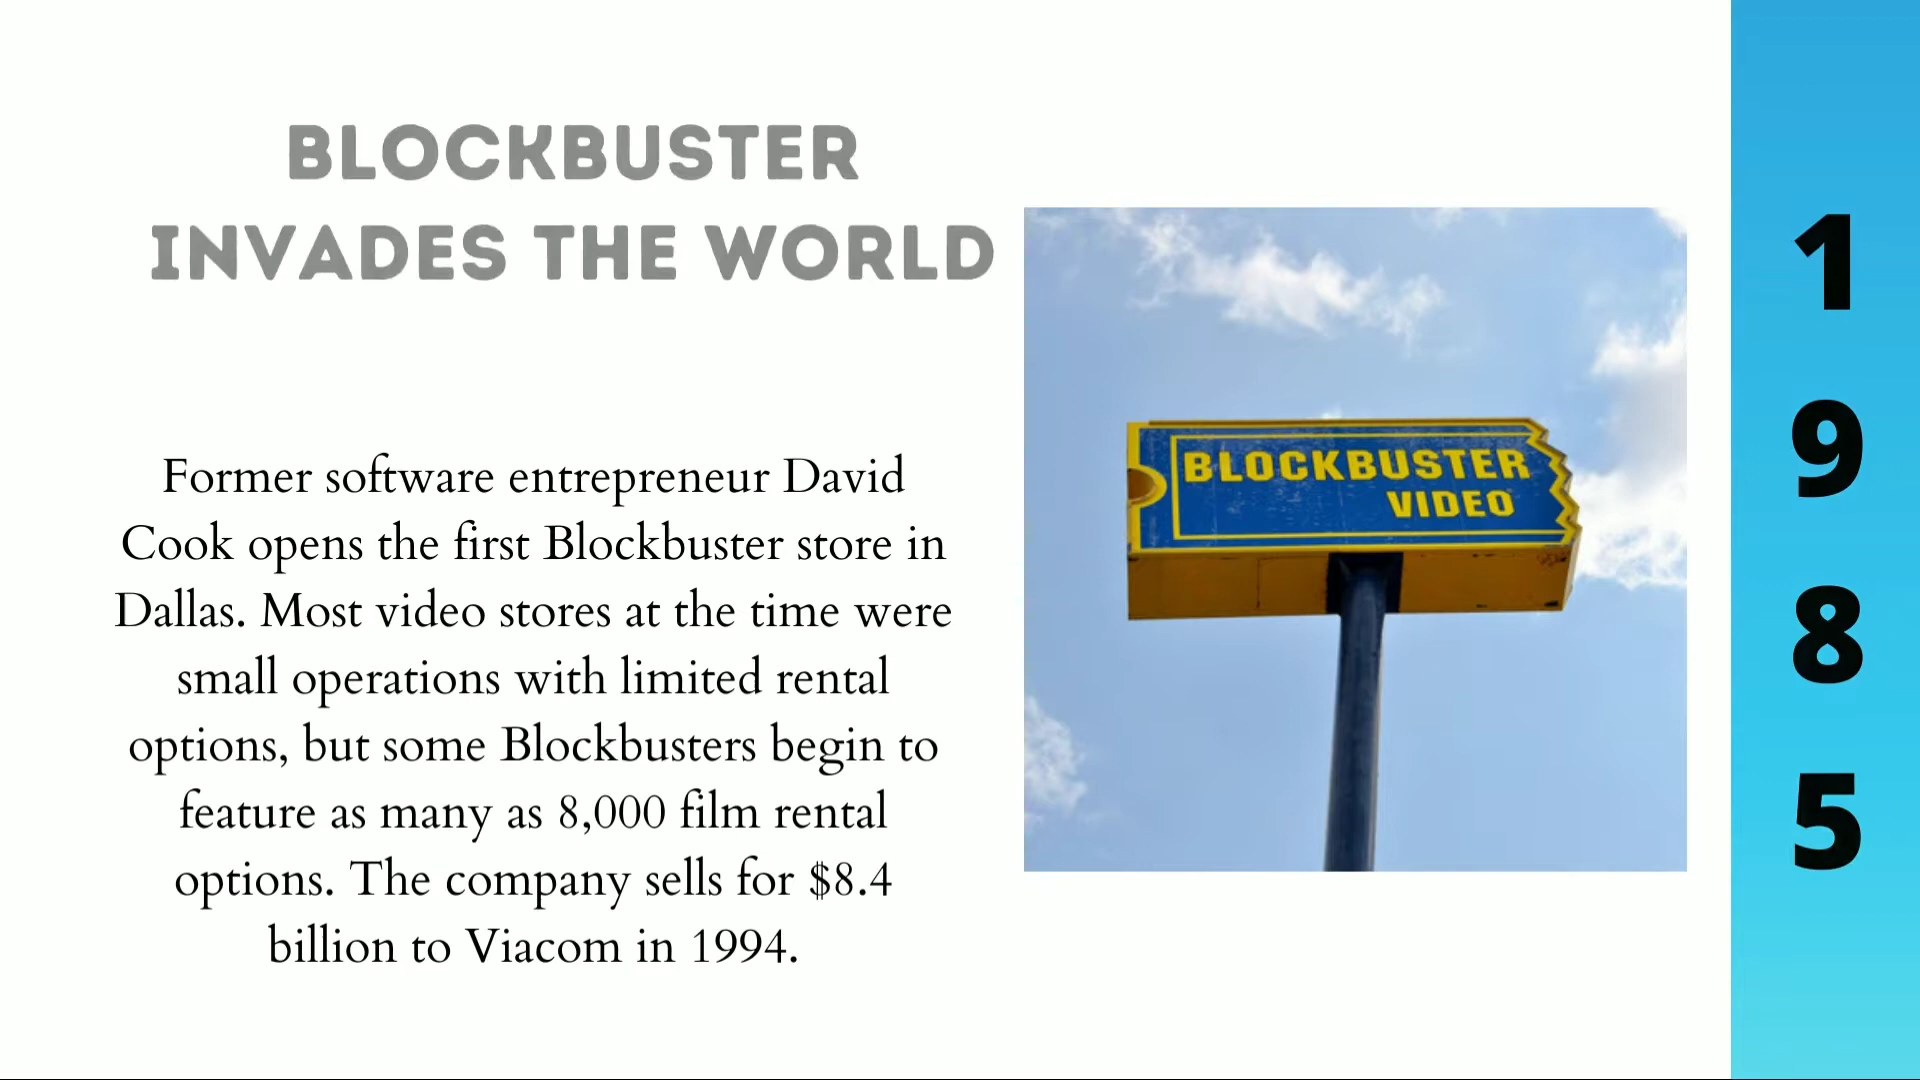 BLOCKBUSTER
INVADES THE WORLD
Former software entrepreneur David
Cook opens the first Blockbuster store in
Dallas. Most video stores at the time were
small operations with limited rental
options, but some Blockbusters begin to
feature as many as 8,000 film rental
options. The company sells for $8.4
billion to Viacom in 1994.
BLOCKBUSTER
VIDEO
1
9
8
5